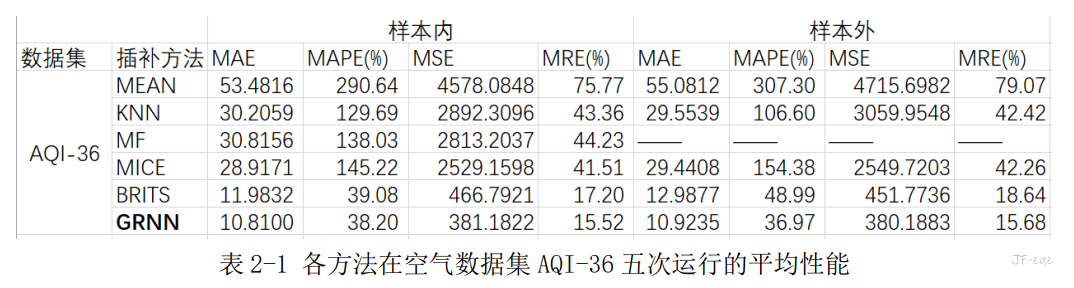 样本内 样本外
数据集 插补方法 MAE MAPE(%) MSE MRE(%) MAE MAPE(%) MSE MRE(%)
MEAN 53.4816 290.64 4578.0848 75.77 55.0812 307.30 4715.6982 79.07
KNN 30.2059 129.69 2892.3096 43.36 29.5539 106.60 3059.9548 42.42
MF 30.8156 138.03 2813.2037 44.23 —— —— —— ——
AQI-36 MICE 28.9171 145.22 2529.1598 41.51 29.4408 154.38 2549.7203 42.26
BRITS 11.9832 39.08 466.7921 17.20 12.9877 48.99 451.7736 18.64
GRNN 10.8100 38.20 381.1822 15.52 10.9235 36.97 380.1883 15.68
表 2-1 各方法在空气数据集 AQI-36 五次运行的平均性能
JF-eqe